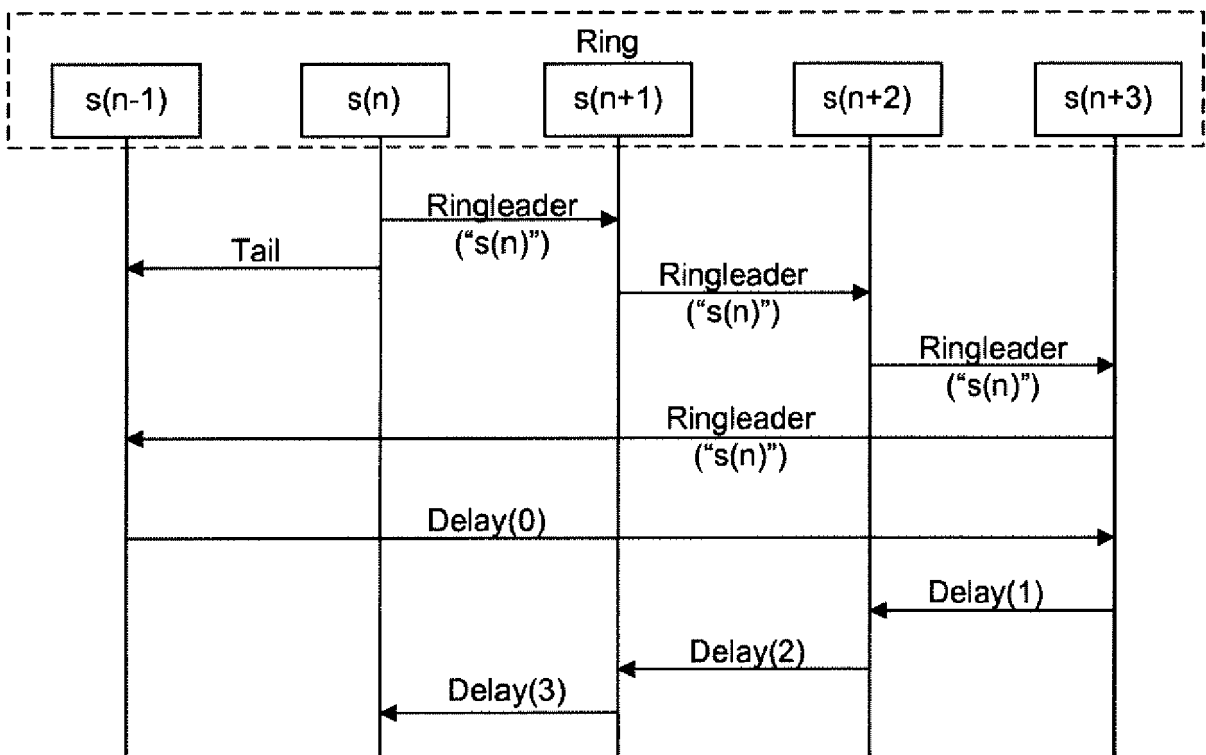 Ring
s(n-1)
s(n)
s(n+1)
s(n+2)
s(n+3)
Ringleader
(“s(n)”)
Tail
Ringleader
(“s(n)”)
Ringleader
(“s(n)”)
Ringleader
(“s(n)”)
Delay(0)
Delay(1)
Delay(2)
Delay(3)